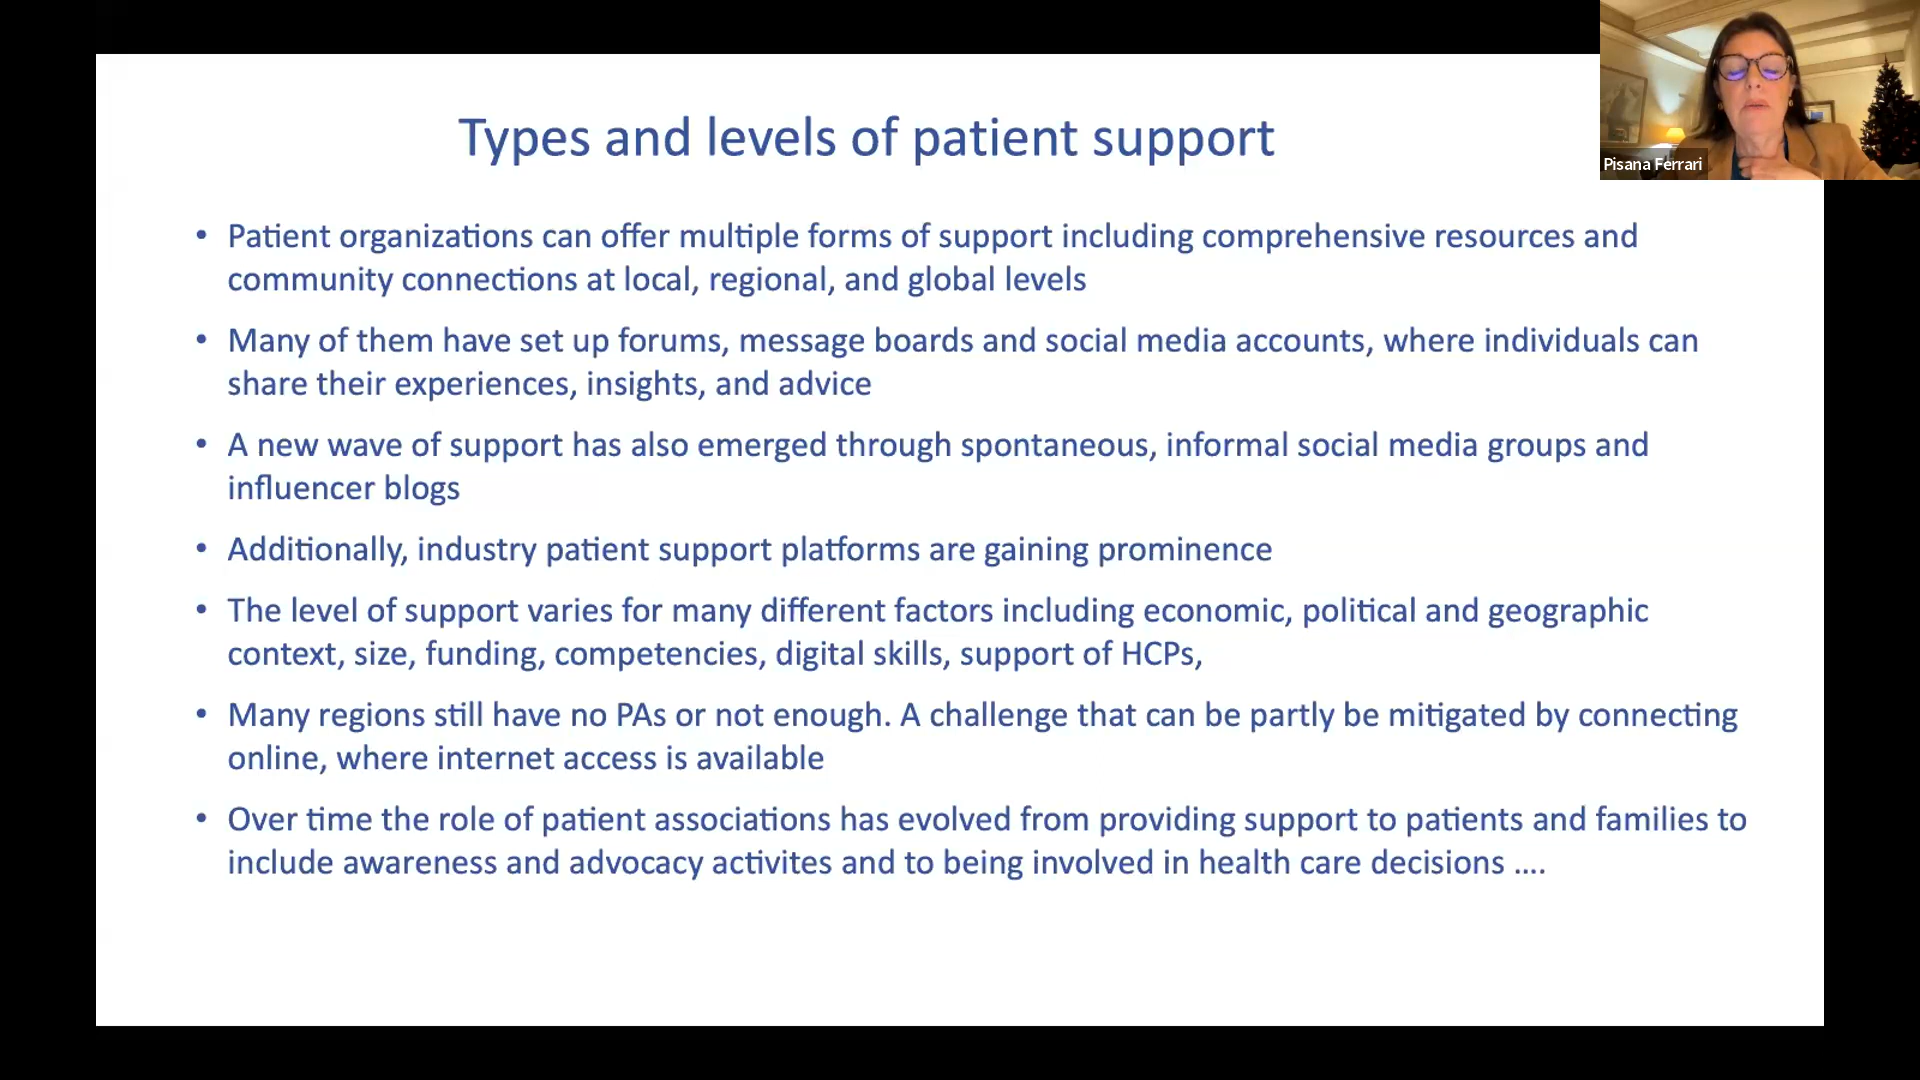 Types and levels of patient support
Pisana Ferrari
• Patient organizations can offer multiple forms of support including comprehensive resources and
community connections at local, regional, and global levels
• Many of them have set up forums, message boards and social media accounts, where individuals can
share their experiences, insights, and advice
• A new wave of support has also emerged through spontaneous, informal social media groups and
influencer blogs
• Additionally, industry patient support platforms are gaining prominence
• The level of support varies for many different factors including economic, political and geographic
context, size, funding, competencies, digital skills, support of HCPs,
• Many regions still have no PAs or not enough. A challenge that can be partly be mitigated by connecting
online, where internet access is available
• Over time the role of patient associations has evolved from providing support to patients and families to
include awareness and advocacy activites and to being involved in health care decisions ....